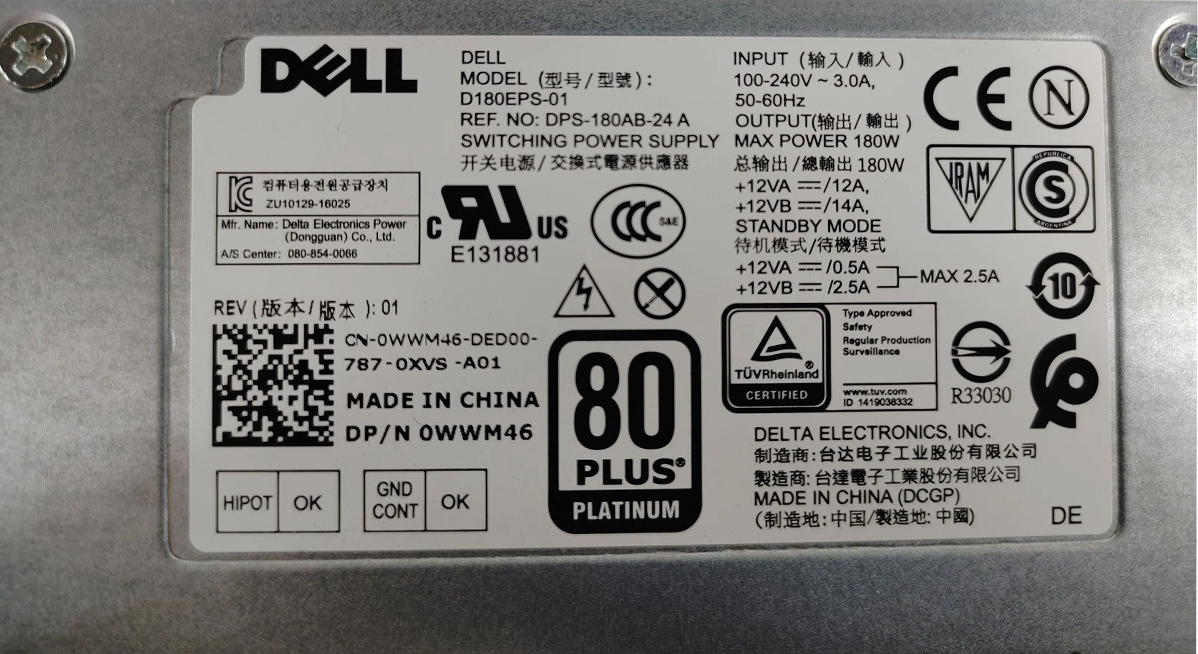 DELL
DELL
MODEL (型号/型號):
D180EPS-01
REF. NO: DPS-180AB-24 A
SWITCHING POWER SUPPLY
开关电源/交換式電源供應器
INPUT (输入/輸入)
100-240V ~ 3.0A,
50-60Hz
OUTPUT(输出/輸出)
MAX POWER 180W
总输出/總輸出 180W
+12VA ⎓/12A,
+12VB ⎓/14A,
STANDBY MODE
待机模式/待機模式
+12VA ⎓/0.5A
+12VB ⎓/2.5A
MAX 2.5A
CE
N
IRAM
REPUBLICA
S
ARGENTINA
KC
컴퓨터용전원공급장치
ZU10129-16025
Mfr. Name: Delta Electronics Power
(Dongguan) Co., Ltd.
A/S Center: 080-854-0066
C RU US
E131881
CCC S&E
10
REV (版本/版本): 01
CN-0WWM46-DED00-
787-0XVS -A01
MADE IN CHINA
DP/N 0WWM46
HIPOT OK
GND
CONT
OK
80
PLUS®
PLATINUM
TÜVRheinland®
CERTIFIED
Type Approved
Safety
Regular Production
Surveillance
www.tuv.com
ID 1419038332
R33030
DELTA ELECTRONICS, INC.
制造商:台达电子工业股份有限公司
製造商:台達電子工業股份有限公司
MADE IN CHINA (DCGP)
(制造地:中国/製造地:中國)
DE